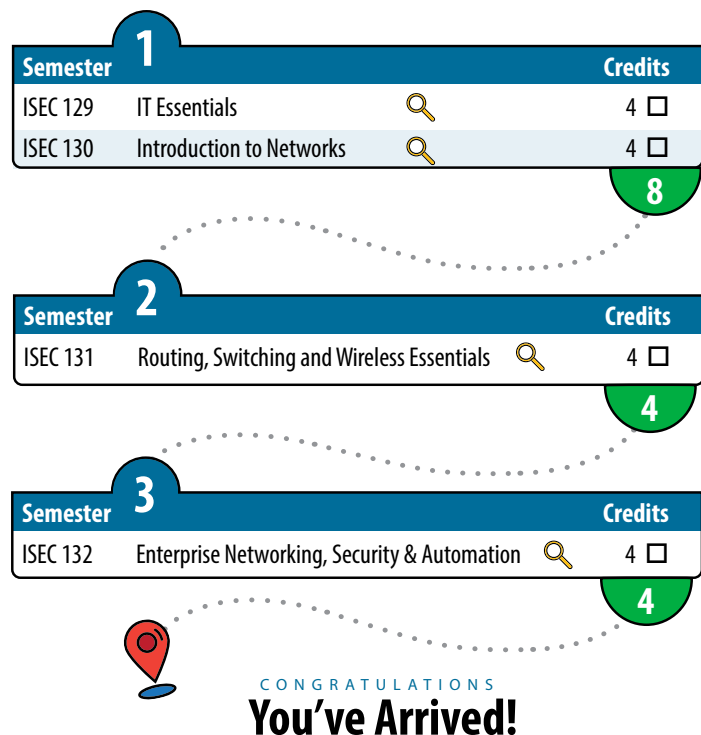 Semester 1 Credits
ISEC 129 IT Essentials 4
ISEC 130 Introduction to Networks 4
8
Semester 2 Credits
ISEC 131 Routing, Switching and Wireless Essentials 4
4
Semester 3 Credits
ISEC 132 Enterprise Networking, Security & Automation 4
4
CONGRATULATIONS
You’ve Arrived!